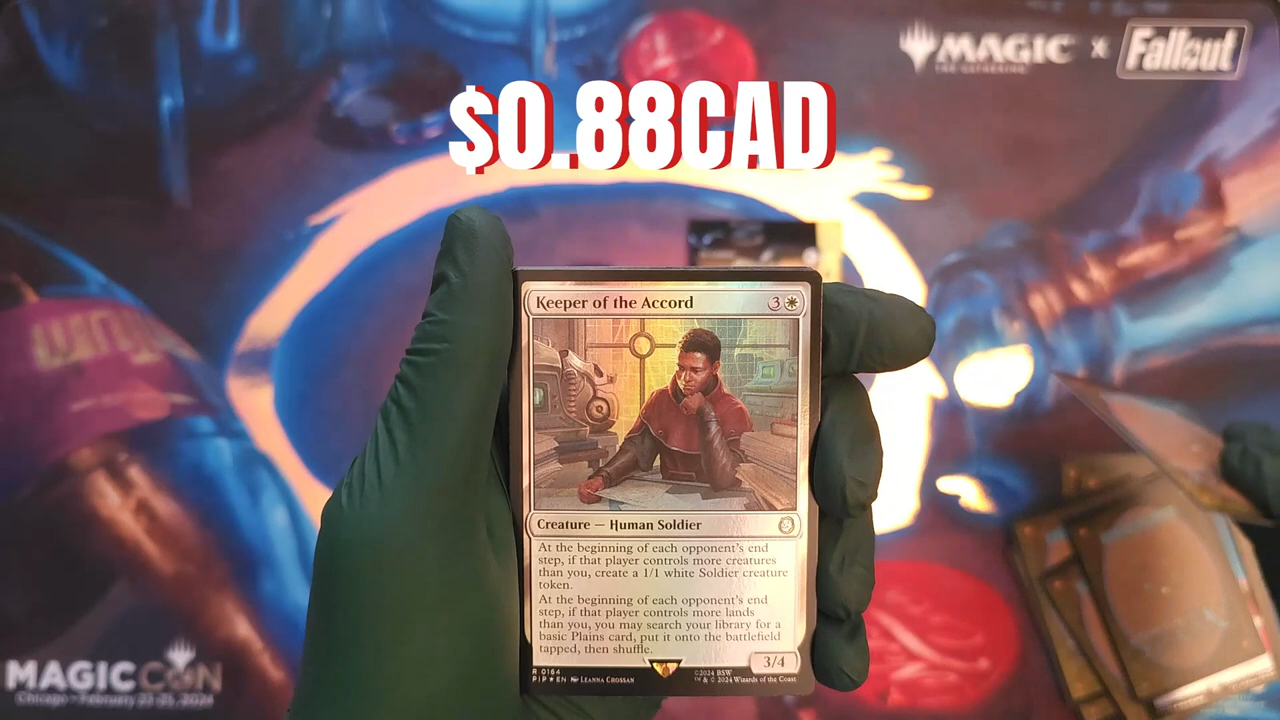 MAGIC
THE GATHERING
x
Fallout
$0.88CAD
Keeper of the Accord 3
Creature — Human Soldier
At the beginning of each opponent's end
step, if that player controls more creatures
than you, create a 1/1 white Soldier creature
token.
At the beginning of each opponent's end
step, if that player controls more lands
than you, you may search your library for a
basic Plains card, put it onto the battlefield
tapped, then shuffle.
3/4
R 0164
PIP ★ EN LEANNA CROSSAN
©2024 BSW
™ & © 2024 Wizards of the Coast
MAGICCON
Chicago • February 23-25, 2024